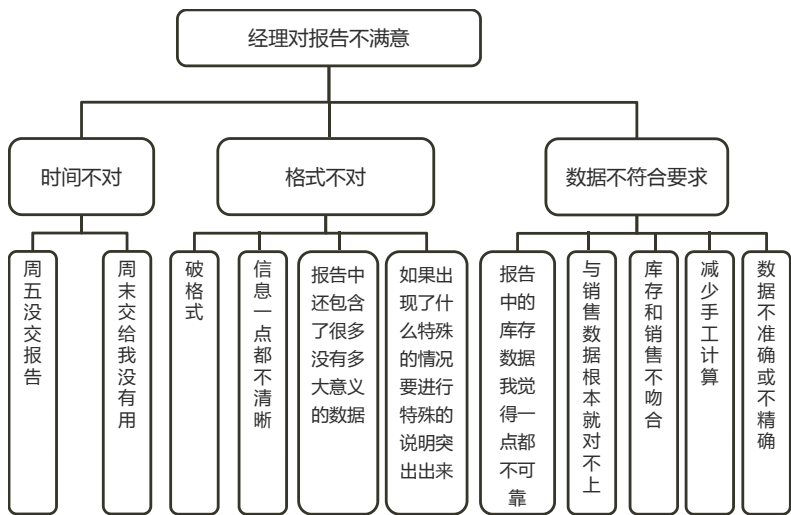 经理对报告不满意
时间不对
格式不对
数据不符合要求
周五没交报告
周末交给我没有用
破格式
信息一点都不清晰
报告中
还包含
了很多
没有多
大意义
的数据
如果出
现了什
么特殊
的情况
要进行
特殊的
说明突
出出来
报告
中的
库存
数据
我觉
得一
点都
不可
靠
与销售数据根本就对不上
库存和销售不吻合
减少手工计算
数据不准确或不精确